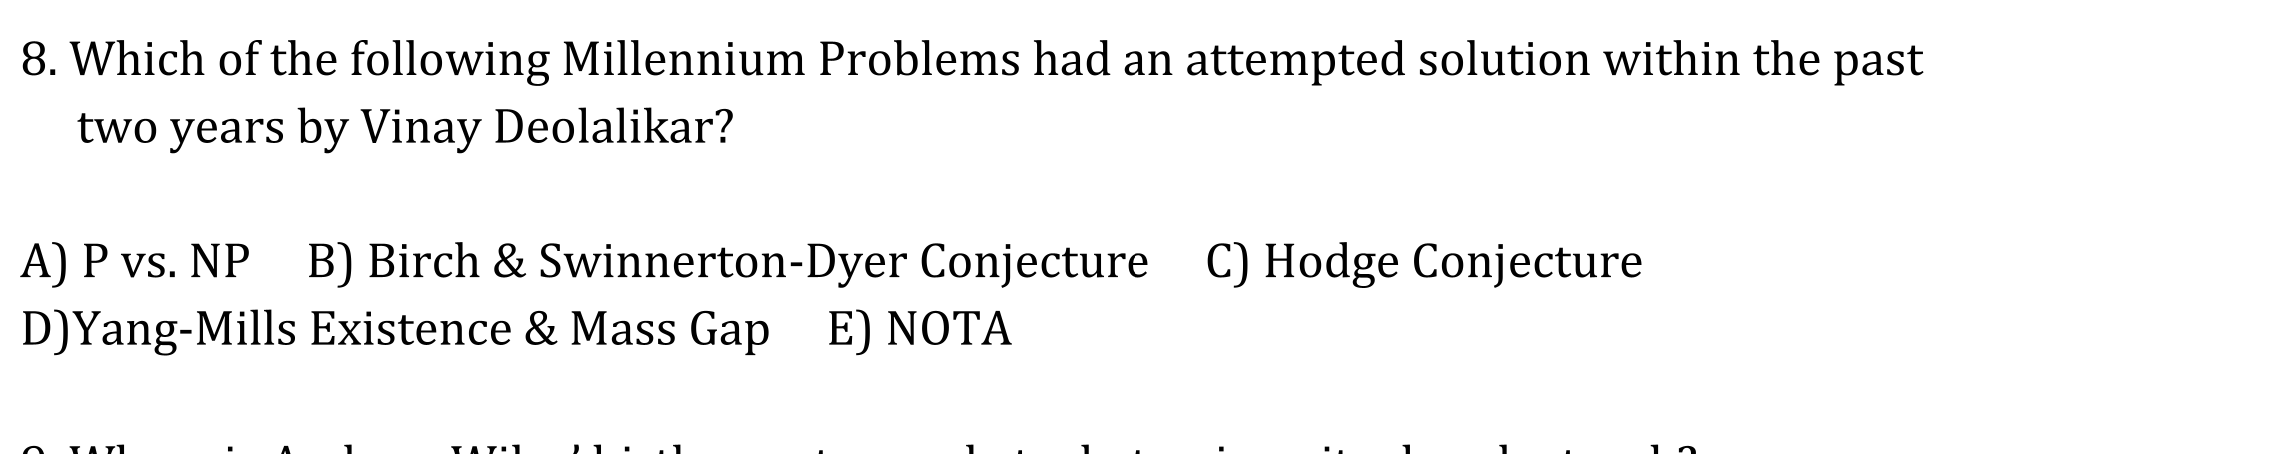 8. Which of the following Millennium Problems had an attempted solution within the past
two years by Vinay Deolalikar?
A) P vs. NP B) Birch & Swinnerton-Dyer Conjecture C) Hodge Conjecture
D)Yang-Mills Existence & Mass Gap E) NOTA